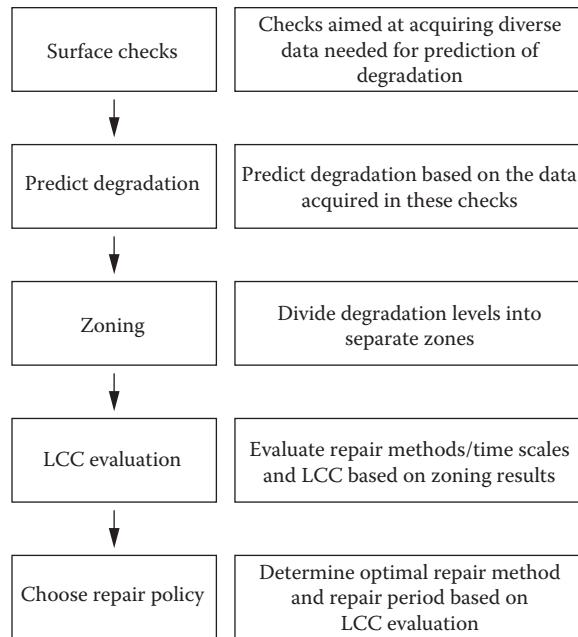 Surface checks
Checks aimed at acquiring diverse
data needed for prediction of
degradation
Predict degradation
Predict degradation based on the data
acquired in these checks
Zoning
Divide degradation levels into
separate zones
LCC evaluation
Evaluate repair methods/time scales
and LCC based on zoning results
Choose repair policy
Determine optimal repair method
and repair period based on
LCC evaluation